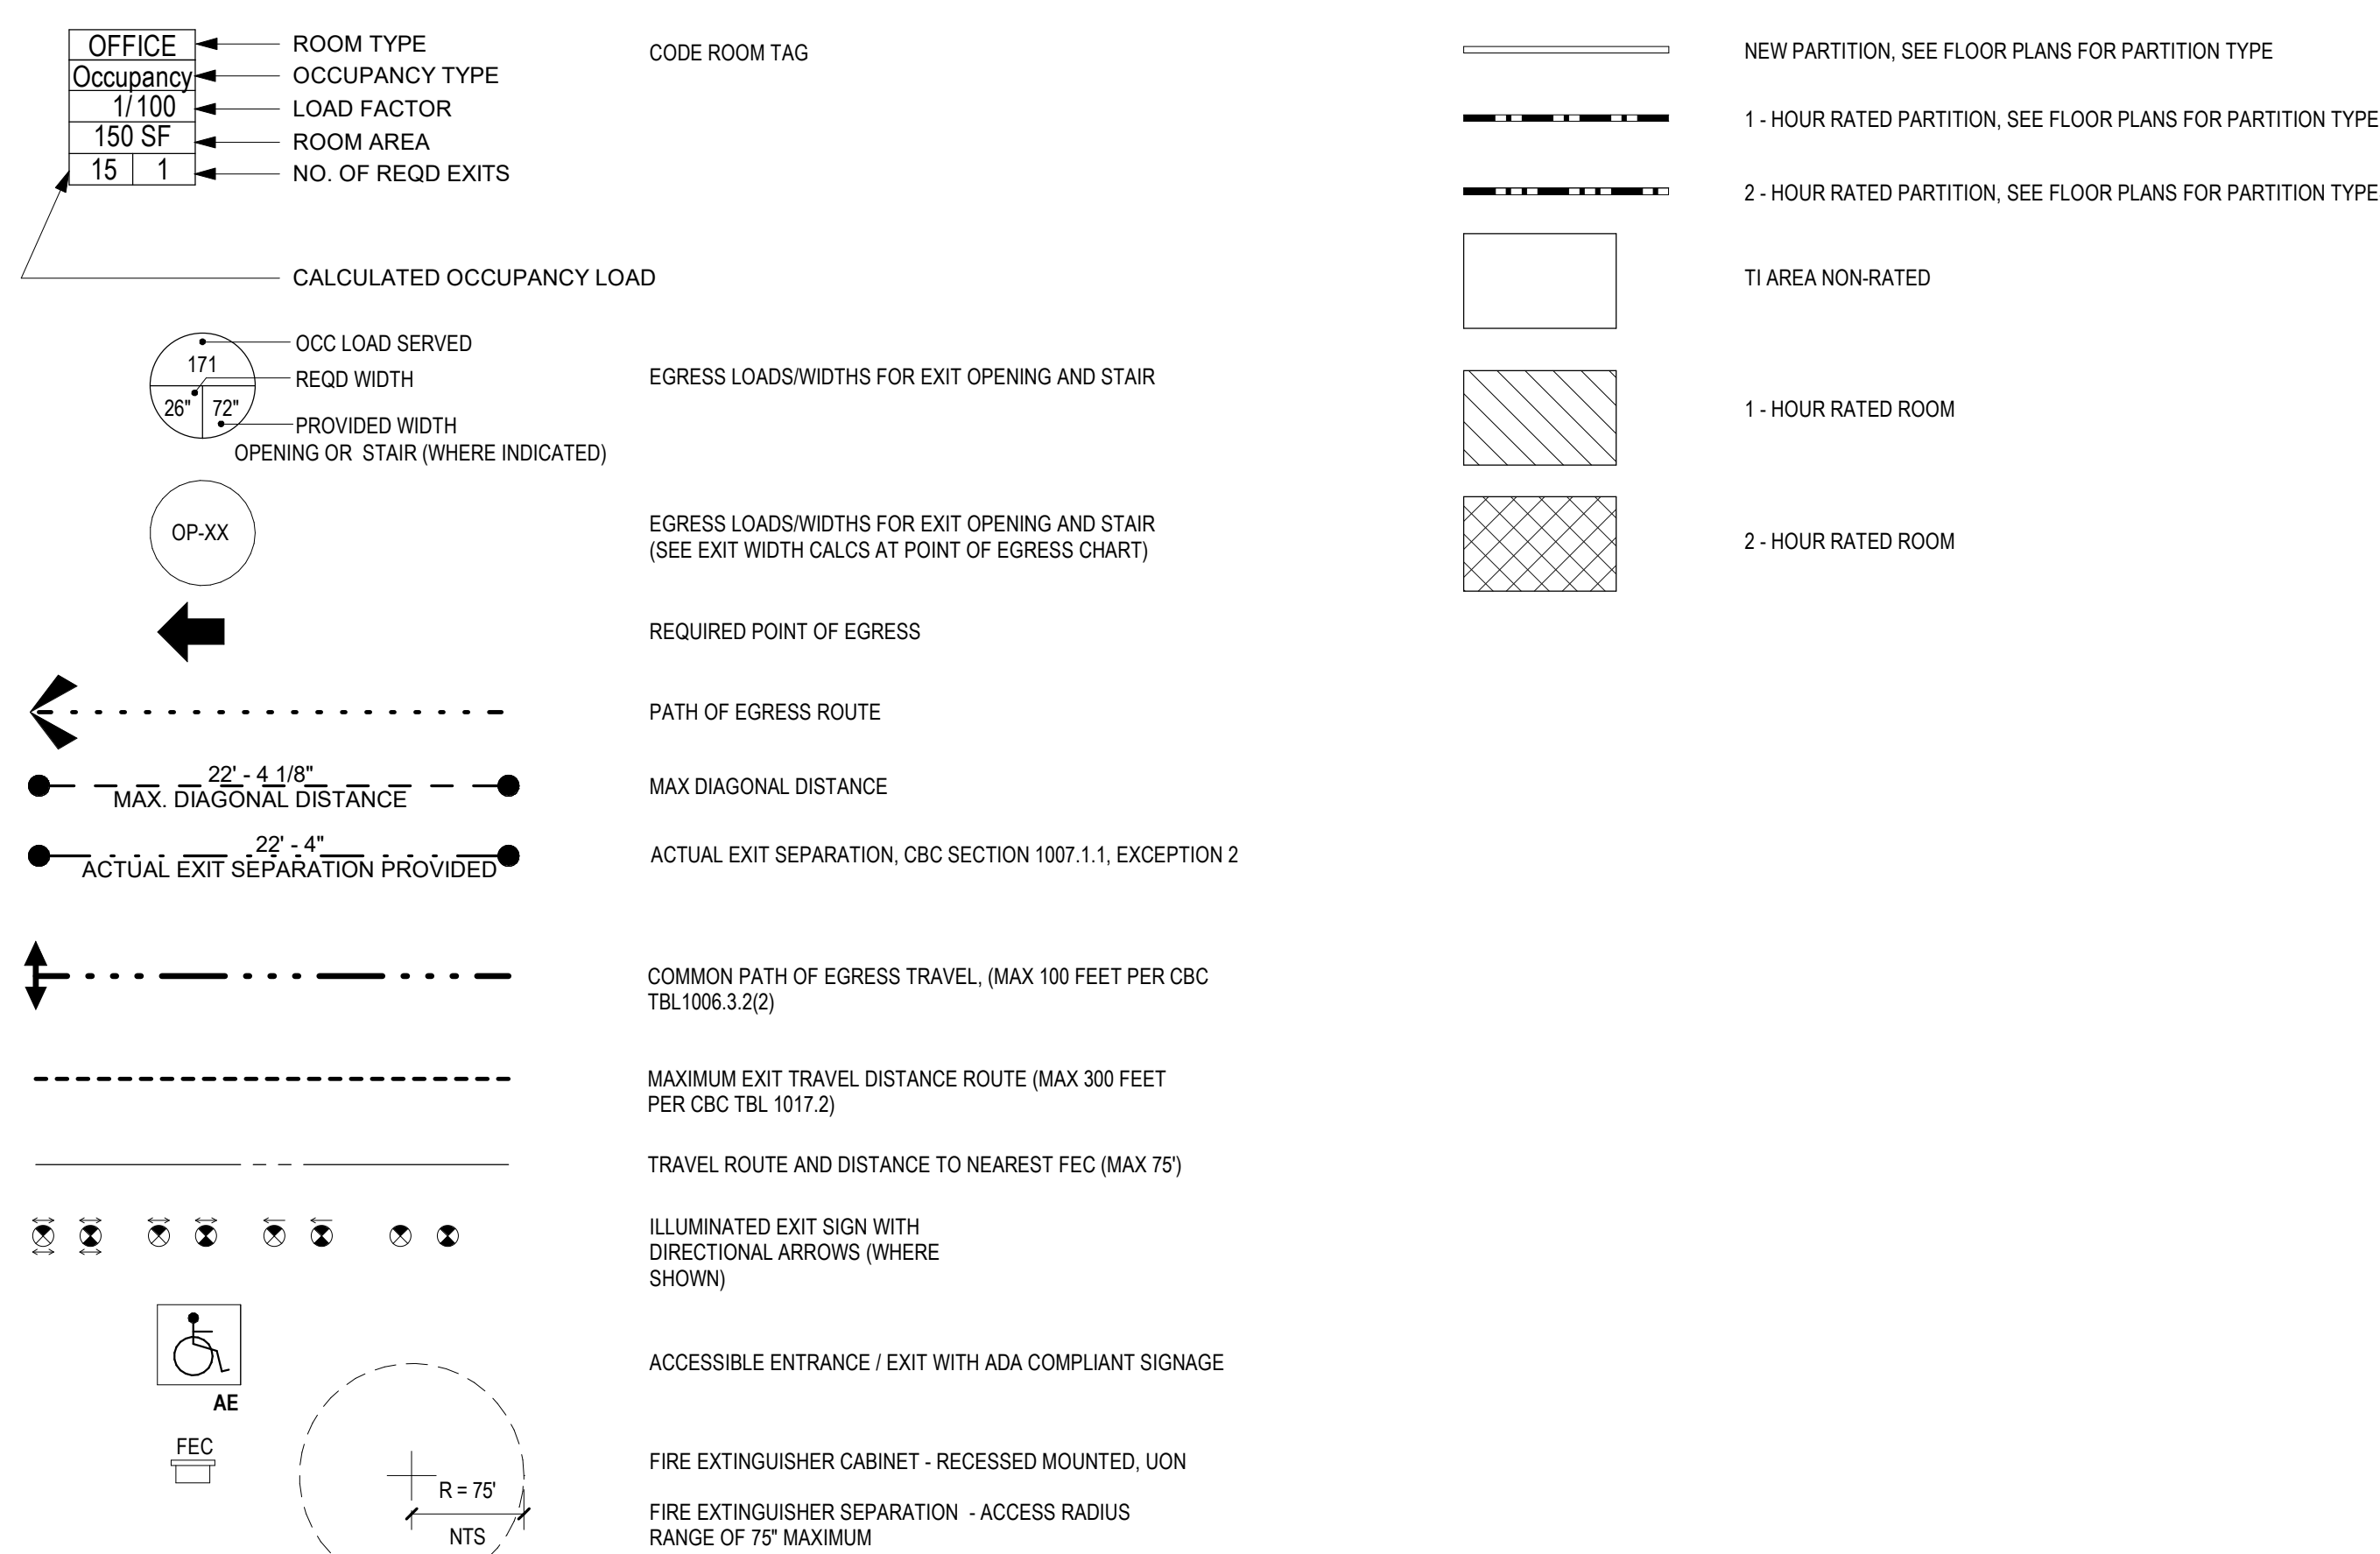 OFFICE
ROOM TYPE
CODE ROOM TAG
Occupancy
OCCUPANCY TYPE
1/ 100
LOAD FACTOR
150 SF
ROOM AREA
15 1
NO. OF REQD EXITS
CALCULATED OCCUPANCY LOAD
OCC LOAD SERVED
171
REQD WIDTH
26" 72"
PROVIDED WIDTH
OPENING OR STAIR (WHERE INDICATED)
EGRESS LOADS/WIDTHS FOR EXIT OPENING AND STAIR
OP-XX
EGRESS LOADS/WIDTHS FOR EXIT OPENING AND STAIR
(SEE EXIT WIDTH CALCS AT POINT OF EGRESS CHART)
REQUIRED POINT OF EGRESS
PATH OF EGRESS ROUTE
22' - 4 1/8"
MAX. DIAGONAL DISTANCE
MAX DIAGONAL DISTANCE
22' - 4"
ACTUAL EXIT SEPARATION PROVIDED
ACTUAL EXIT SEPARATION, CBC SECTION 1007.1.1, EXCEPTION 2
COMMON PATH OF EGRESS TRAVEL, (MAX 100 FEET PER CBC
TBL1006.3.2(2)
MAXIMUM EXIT TRAVEL DISTANCE ROUTE (MAX 300 FEET
PER CBC TBL 1017.2)
TRAVEL ROUTE AND DISTANCE TO NEAREST FEC (MAX 75')
ILLUMINATED EXIT SIGN WITH
DIRECTIONAL ARROWS (WHERE
SHOWN)
AE
ACCESSIBLE ENTRANCE / EXIT WITH ADA COMPLIANT SIGNAGE
FEC
FIRE EXTINGUISHER CABINET - RECESSED MOUNTED, UON
R = 75'
NTS
FIRE EXTINGUISHER SEPARATION - ACCESS RADIUS
RANGE OF 75" MAXIMUM
NEW PARTITION, SEE FLOOR PLANS FOR PARTITION TYPE
1 - HOUR RATED PARTITION, SEE FLOOR PLANS FOR PARTITION TYPE
2 - HOUR RATED PARTITION, SEE FLOOR PLANS FOR PARTITION TYPE
TI AREA NON-RATED
1 - HOUR RATED ROOM
2 - HOUR RATED ROOM